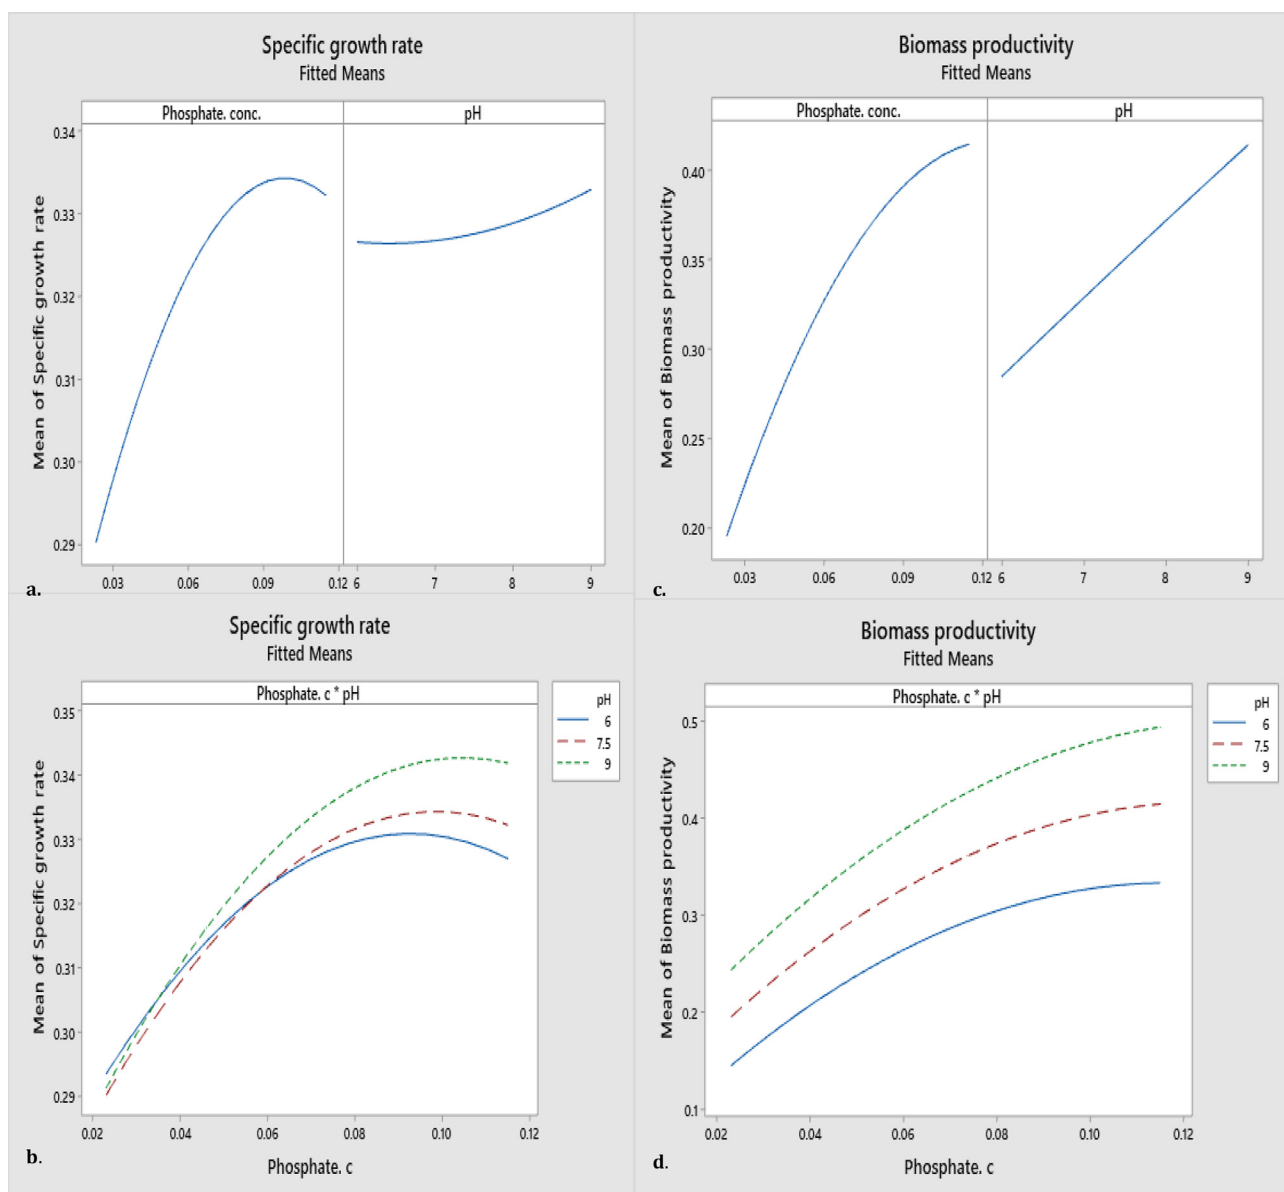 Specific growth rate
Fitted Means
Phosphate. conc.
pH
Mean of Specific growth rate
0.34
0.33
0.32
0.31
0.30
0.29
0.03 0.06 0.09 0.12 6 7 8 9
a.
Biomass productivity
Fitted Means
Phosphate. conc.
pH
Mean of Biomass productivity
0.40
0.35
0.30
0.25
0.20
0.03 0.06 0.09 0.12 6 7 8 9
c.
Specific growth rate
Fitted Means
Phosphate. c * pH
pH
6
7.5
9
Mean of Specific growth rate
0.35
0.34
0.33
0.32
0.31
0.30
0.29
0.02 0.04 0.06 0.08 0.10 0.12
Phosphate. c
b.
Biomass productivity
Fitted Means
Phosphate. c * pH
pH
6
7.5
9
Mean of Biomass productivity
0.5
0.4
0.3
0.2
0.1
0.02 0.04 0.06 0.08 0.10 0.12
Phosphate. c
d.